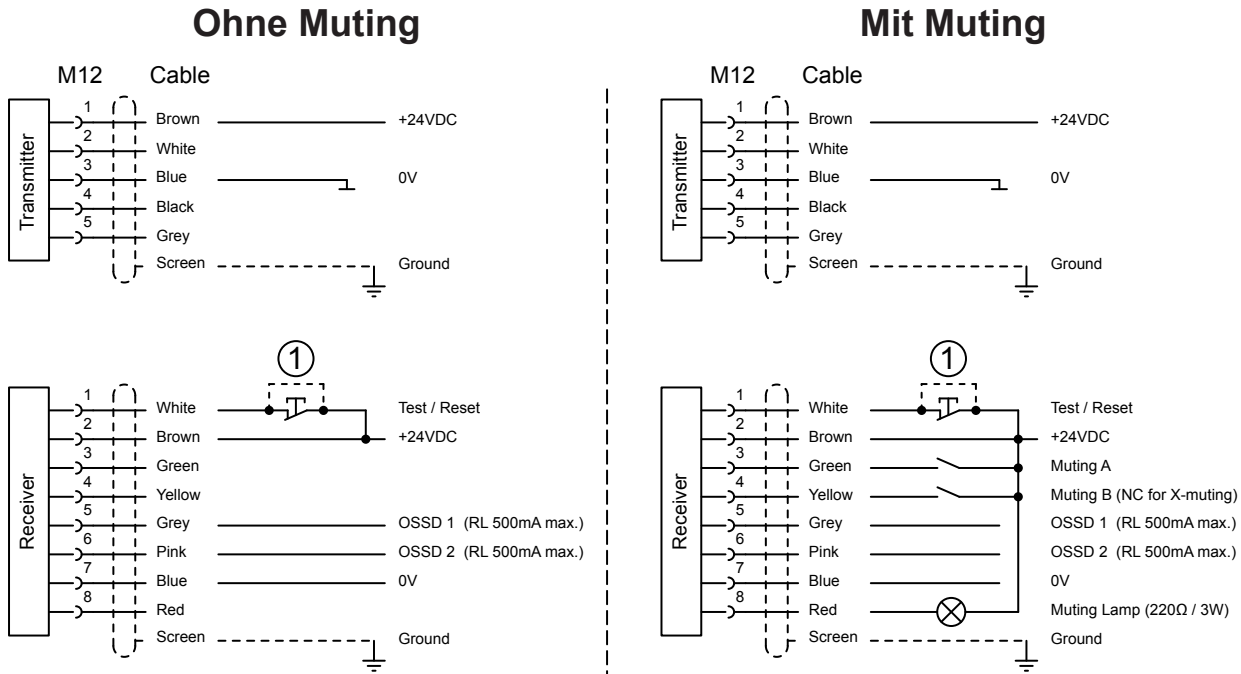 Ohne Muting
M12 Cable
Transmitter
1 Brown +24VDC
2 White
3 Blue 0V
4 Black
5 Grey
Screen Ground
①
Receiver
1 White Test / Reset
2 Brown +24VDC
3 Green
4 Yellow
5 Grey OSSD 1 (RL 500mA max.)
6 Pink OSSD 2 (RL 500mA max.)
7 Blue 0V
8 Red
Screen Ground
Mit Muting
M12 Cable
Transmitter
1 Brown +24VDC
2 White
3 Blue 0V
4 Black
5 Grey
Screen Ground
①
Receiver
1 White Test / Reset
2 Brown +24VDC
3 Green Muting A
4 Yellow Muting B (NC for X-muting)
5 Grey OSSD 1 (RL 500mA max.)
6 Pink OSSD 2 (RL 500mA max.)
7 Blue 0V
8 Red Muting Lamp (220Ω / 3W)
Screen Ground